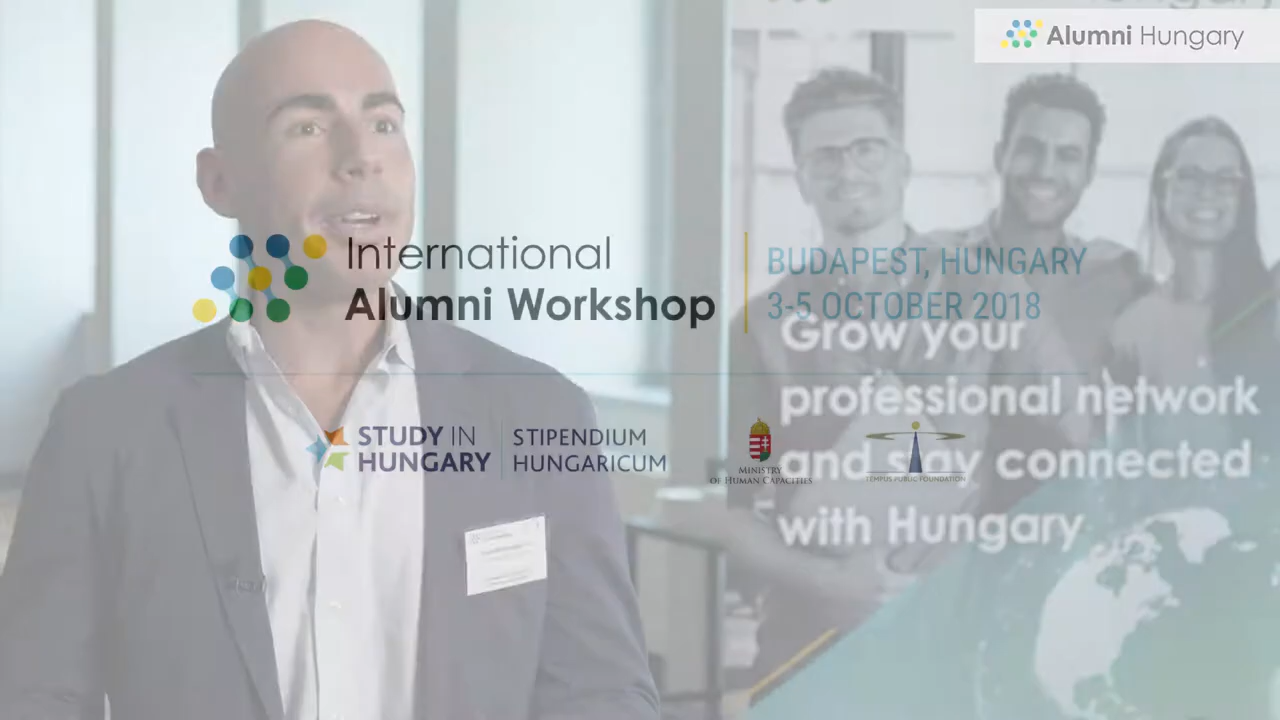 Alumni Hungary
International
Alumni Workshop
BUDAPEST, HUNGARY
3-5 OCTOBER 2018
Grow your
professional network
and stay connected
with Hungary
STUDY IN
HUNGARY
STIPENDIUM
HUNGARICUM
MINISTRY
OF HUMAN CAPACITIES
TEMPUS PUBLIC FOUNDATION